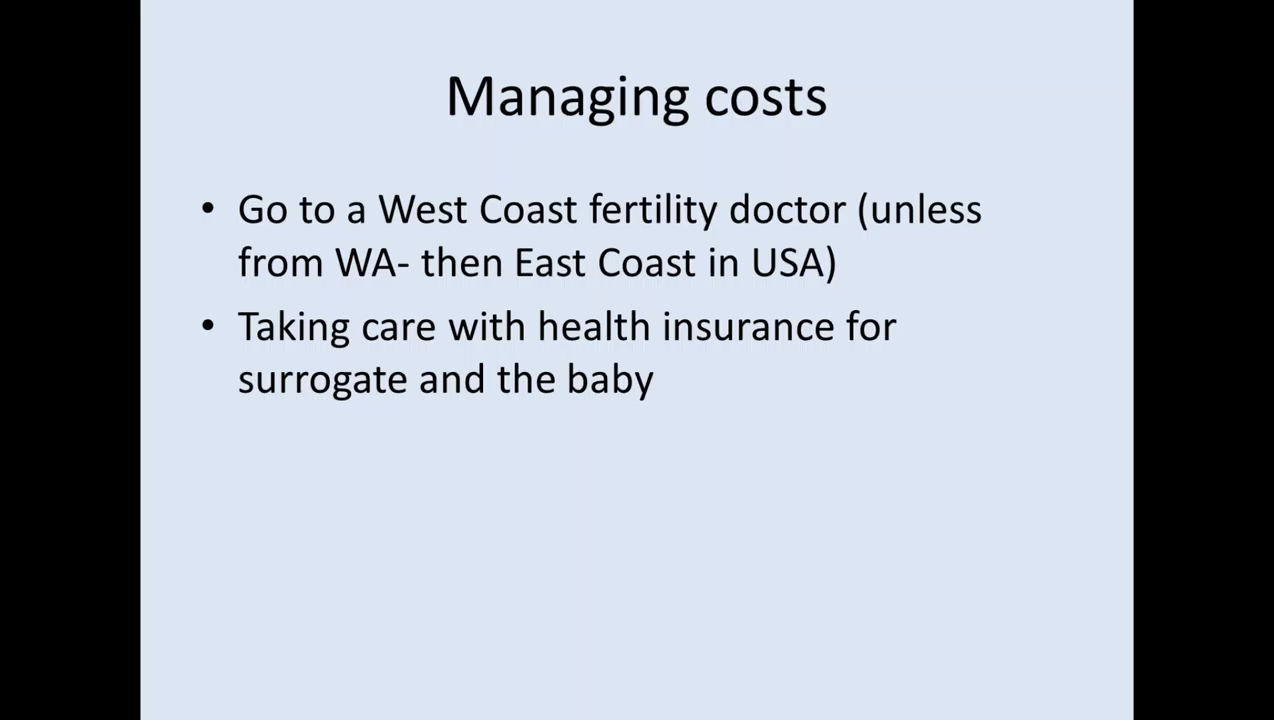 Managing costs
• Go to a West Coast fertility doctor (unless
from WA- then East Coast in USA)
• Taking care with health insurance for
surrogate and the baby